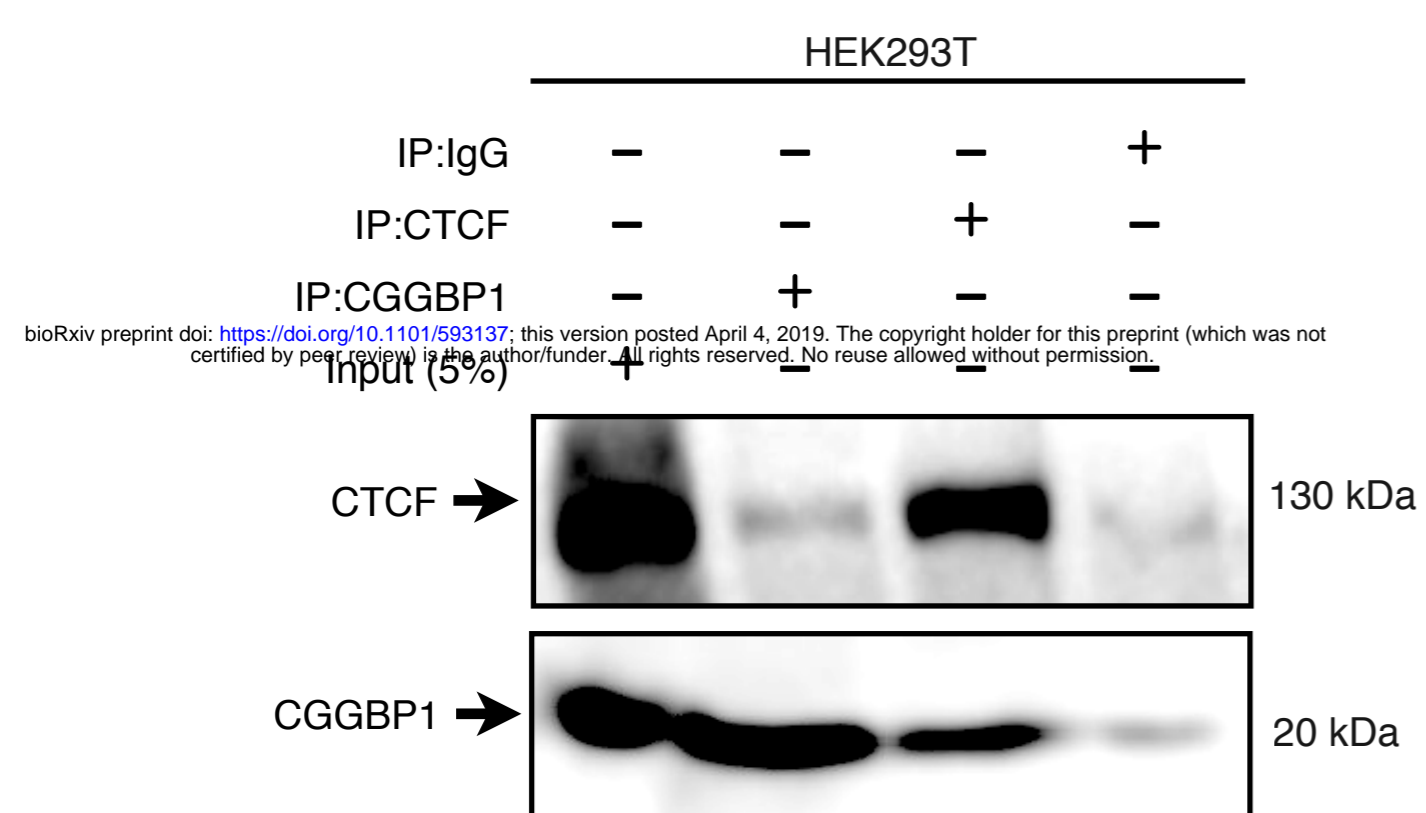 HEK293T
IP:IgG − − − +
IP:CTCF − − + −
IP:CGGBP1 − + − −
bioRxiv preprint doi: https://doi.org/10.1101/593137; this version posted April 4, 2019. The copyright holder for this preprint (which was not
certified by peer review) is the author/funder. All rights reserved. No reuse allowed without permission.
Input (5%) + − − −
CTCF 130 kDa
CGGBP1 20 kDa